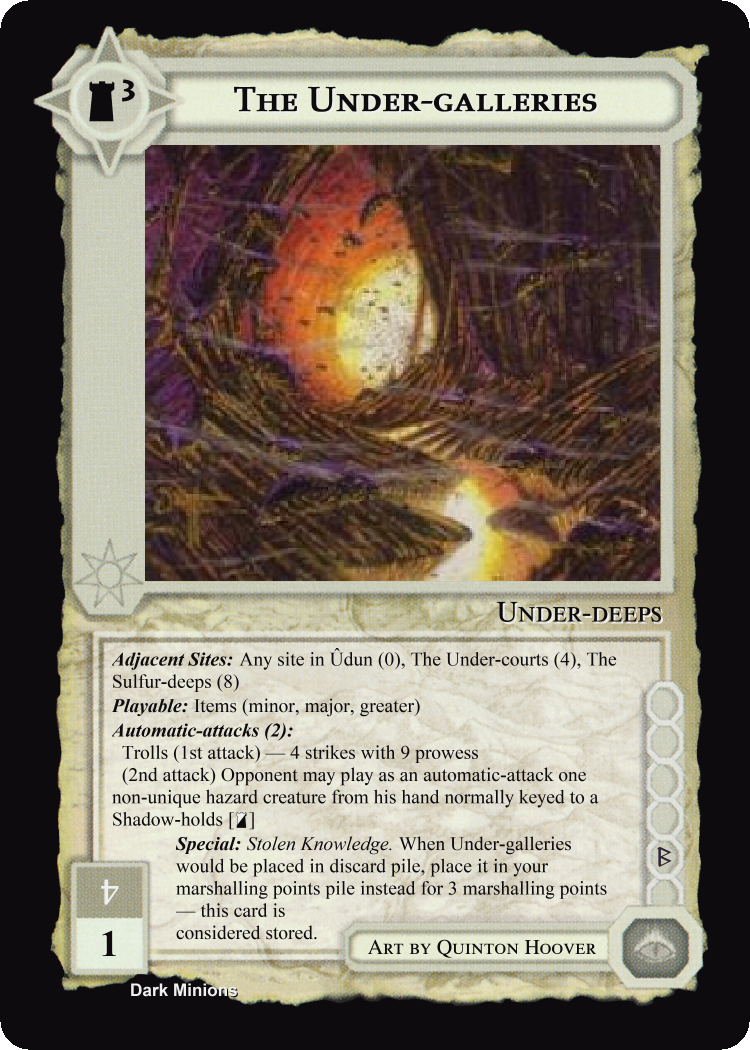 3
The Under-galleries
Under-deeps
Adjacent Sites: Any site in Ûdun (0), The Under-courts (4), The
Sulfur-deeps (8)
Playable: Items (minor, major, greater)
Automatic-attacks (2):
Trolls (1st attack) — 4 strikes with 9 prowess
(2nd attack) Opponent may play as an automatic-attack one
non-unique hazard creature from his hand normally keyed to a
Shadow-holds []
Special: Stolen Knowledge. When Under-galleries
would be placed in discard pile, place it in your
marshalling points pile instead for 3 marshalling points
— this card is
considered stored.
4
1
Art by Quinton Hoover
Dark Minions